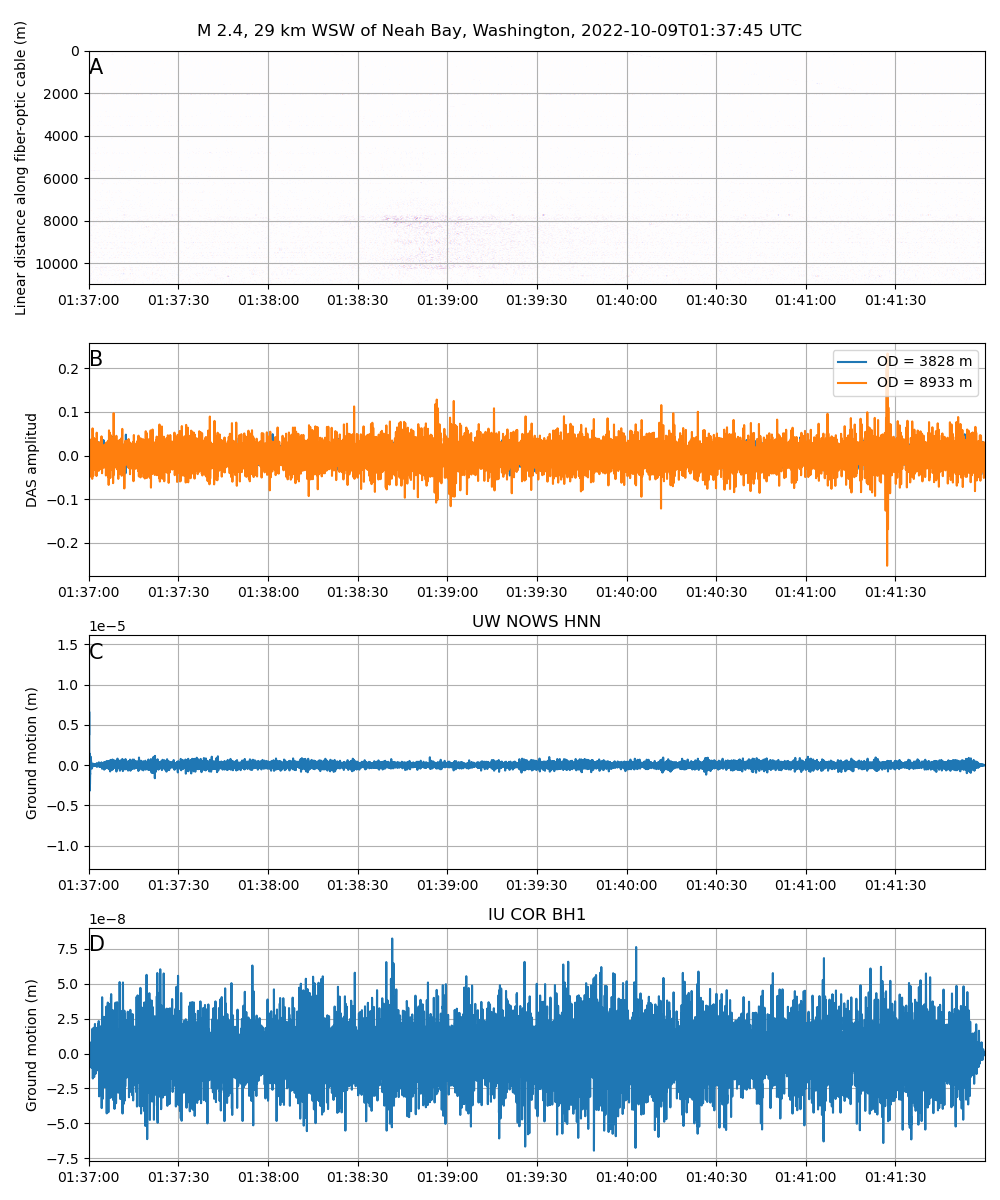 M 2.4, 29 km WSW of Neah Bay, Washington, 2022-10-09T01:37:45 UTC
A
Linear distance along fiber-optic cable (m)
0
2000
4000
6000
8000
10000
01:37:00 01:37:30 01:38:00 01:38:30 01:39:00 01:39:30 01:40:00 01:40:30 01:41:00 01:41:30
B
OD = 3828 m
OD = 8933 m
DAS amplitud
0.2
0.1
0.0
−0.1
−0.2
01:37:00 01:37:30 01:38:00 01:38:30 01:39:00 01:39:30 01:40:00 01:40:30 01:41:00 01:41:30
UW NOWS HNN
1e−5
C
Ground motion (m)
1.5
1.0
0.5
0.0
−0.5
−1.0
01:37:00 01:37:30 01:38:00 01:38:30 01:39:00 01:39:30 01:40:00 01:40:30 01:41:00 01:41:30
IU COR BH1
1e−8
D
Ground motion (m)
7.5
5.0
2.5
0.0
−2.5
−5.0
−7.5
01:37:00 01:37:30 01:38:00 01:38:30 01:39:00 01:39:30 01:40:00 01:40:30 01:41:00 01:41:30